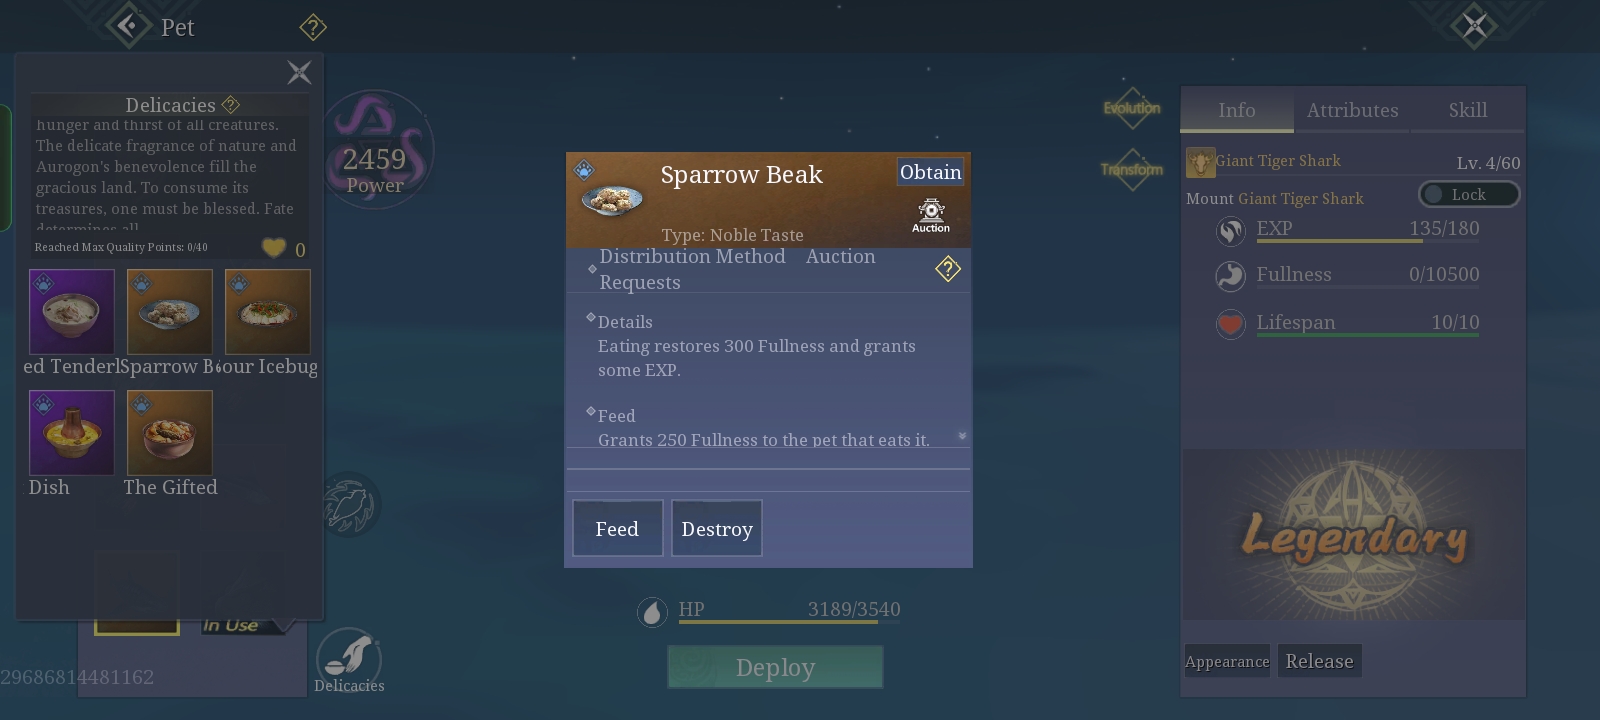 Pet
Delicacies
hunger and thirst of all creatures.
The delicate fragrance of nature and
Aurogon's benevolence fill the
gracious land. To consume its
treasures, one must be blessed. Fate
determines all
Reached Max Quality Points: 0/40
0
ed Tenderl
Sparrow B
our Icebug
Dish
The Gifted
In Use
29686814481162
Delicacies
2459
Power
Sparrow Beak
Obtain
Auction
Type: Noble Taste
Distribution Method Auction
Requests
Details
Eating restores 300 Fullness and grants
some EXP.
Feed
Grants 250 Fullness to the pet that eats it.
Feed
Destroy
HP 3189/3540
Deploy
Evolution
Transform
Info
Attributes
Skill
Giant Tiger Shark
Lv. 4/60
Mount Giant Tiger Shark
Lock
EXP 135/180
Fullness 0/10500
Lifespan 10/10
Legendary
Appearance
Release